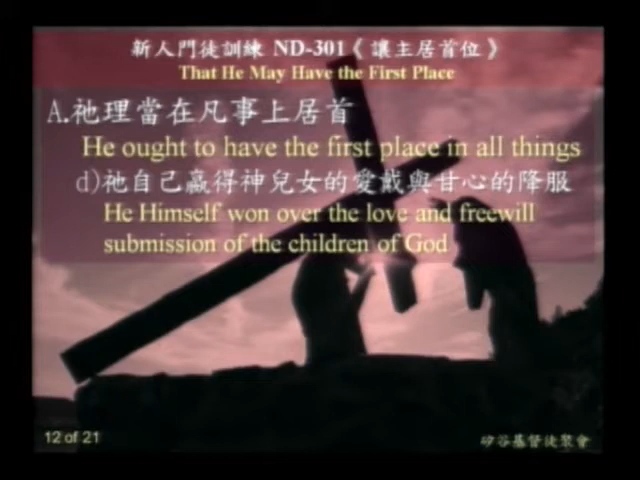 新人門徒訓練 ND-301《讓主居首位》
That He May Have the First Place
A.祂理當在凡事上居首
He ought to have the first place in all things
d)祂自己贏得神兒女的愛戴與甘心的降服
He Himself won over the love and freewill
submission of the children of God
12 of 21
矽谷基督徒聚會